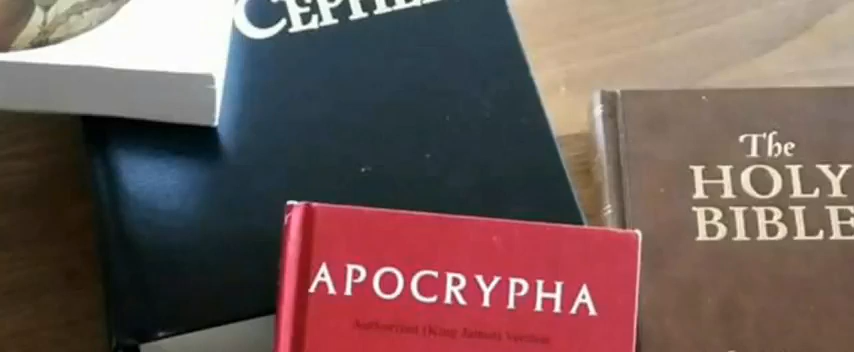 CEPHE
APOCRYPHA
Authorized (King James) Version
The
HOLY
BIBLE